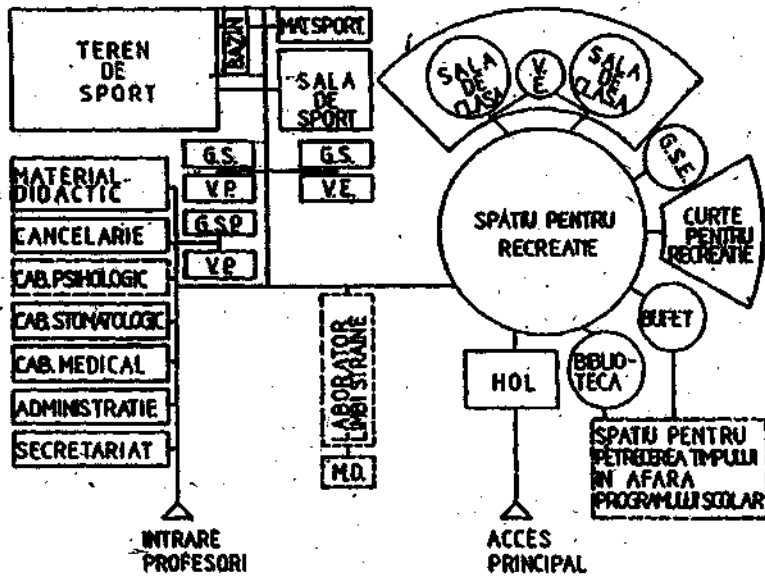 TEREN
DE
SPORT
BAZIN
MAT.SPORT.
SALA
DE
SPORT
SALA
DE
CLASA
V.
E.
SALA
DE
CLASA
G.S.
V.P.
G.S.
V.E.
G.S.P.
V.P.
G.S.E.
MATERIAL
DIDACTIC
CANCELARIE
CAB. PSIHOLOGIC
CAB. STOMATOLOGIC
CAB. MEDICAL
ADMINISTRATIE
SECRETARIAT
SPATIU PENTRU
RECREATIE
CURTE
PENTRU
RECREATIE
BUFET
BIBLIO-
TECA
HOL
LABORATOR
LIMBI STRAINE
M.D.
SPATIU PENTRU
PETRECEREA TIMPULUI
IN AFARA
PROGRAMULUI SCOLAR
INTRARE
PROFESORI
ACCES
PRINCIPAL